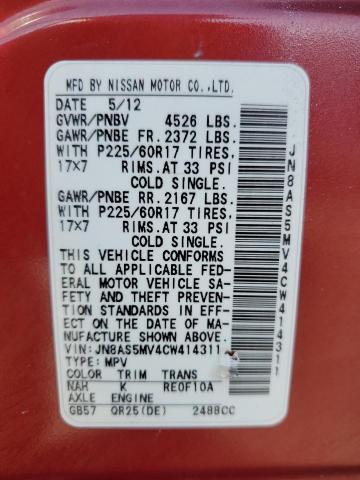 MFD BY NISSAN MOTOR CO.,LTD.
DATE 5/12
GVWR/PNBV 4526 LBS.
GAWR/PNBE FR. 2372 LBS.
WITH P225/60R17 TIRES,
17×7 RIMS.AT 33 PSI
COLD SINGLE.
GAWR/PNBE RR. 2167 LBS.
WITH P225/60R17 TIRES,
17×7 RIMS.AT 33 PSI
COLD SINGLE.
THIS VEHICLE CONFORMS
TO ALL APPLICABLE FED-
ERAL MOTOR VEHICLE SA-
FETY AND THEFT PREVEN-
TION STANDARDS IN EFF-
ECT ON THE DATE OF MA-
NUFACTURE SHOWN ABOVE.
VIN: JN8AS5MV4CW414311
TYPE: MPV
COLOR TRIM TRANS
NAH K RE0F10A
AXLE ENGINE
GB57 QR25(DE) 2488CC
JN8AS5MV4CW414311